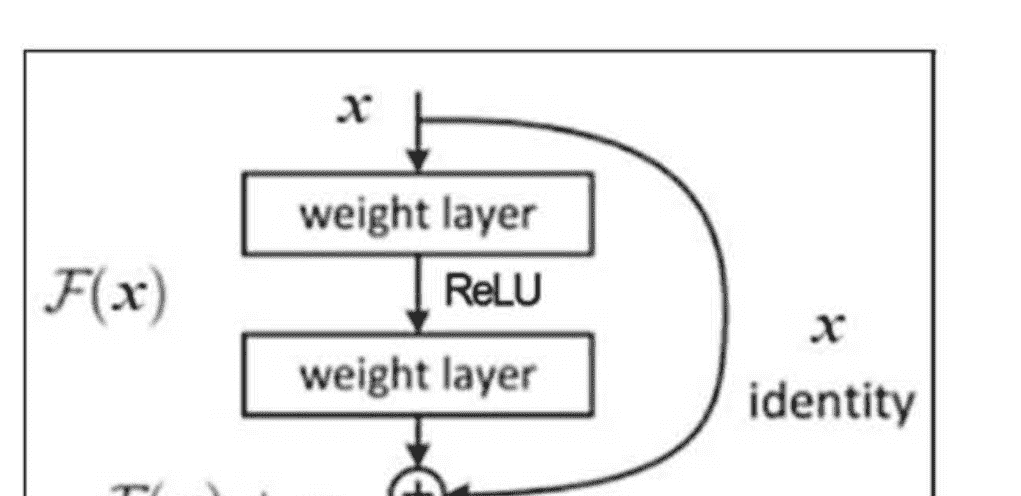 x
weight layer
ReLU
F(x)
x
weight layer
identity